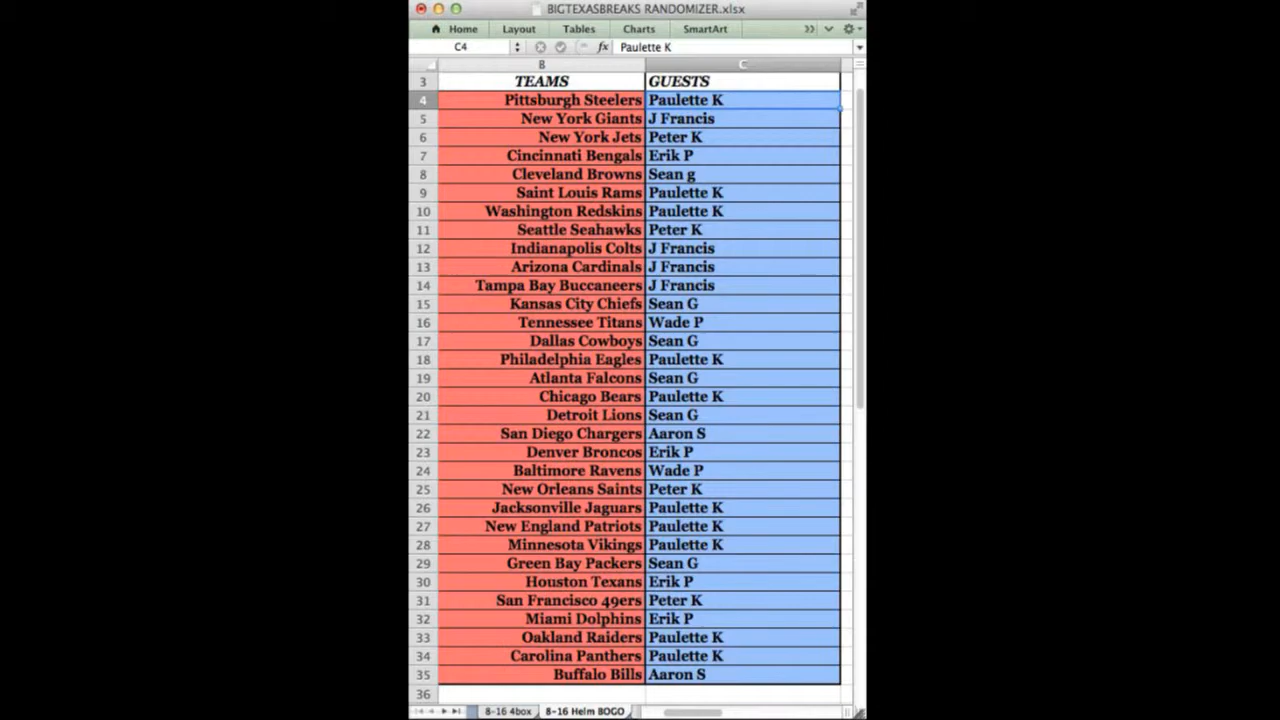 BIGTEXASBREAKS RANDOMIZER.xlsx
Home Layout Tables Charts SmartArt
C4 fx Paulette K
B C
3 TEAMS GUESTS
4 Pittsburgh Steelers Paulette K
5 New York Giants J Francis
6 New York Jets Peter K
7 Cincinnati Bengals Erik P
8 Cleveland Browns Sean g
9 Saint Louis Rams Paulette K
10 Washington Redskins Paulette K
11 Seattle Seahawks Peter K
12 Indianapolis Colts J Francis
13 Arizona Cardinals J Francis
14 Tampa Bay Buccaneers J Francis
15 Kansas City Chiefs Sean G
16 Tennessee Titans Wade P
17 Dallas Cowboys Sean G
18 Philadelphia Eagles Paulette K
19 Atlanta Falcons Sean G
20 Chicago Bears Paulette K
21 Detroit Lions Sean G
22 San Diego Chargers Aaron S
23 Denver Broncos Erik P
24 Baltimore Ravens Wade P
25 New Orleans Saints Peter K
26 Jacksonville Jaguars Paulette K
27 New England Patriots Paulette K
28 Minnesota Vikings Paulette K
29 Green Bay Packers Sean G
30 Houston Texans Erik P
31 San Francisco 49ers Peter K
32 Miami Dolphins Erik P
33 Oakland Raiders Paulette K
34 Carolina Panthers Paulette K
35 Buffalo Bills Aaron S
36
8-16 4box 8-16 Helm BOGO